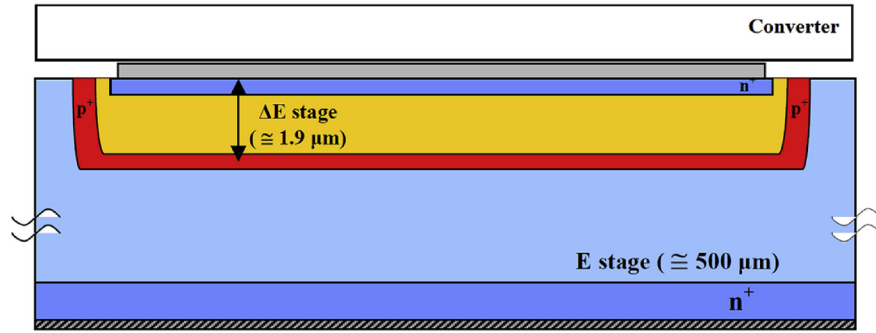 Converter
n+
p+
ΔE stage
(≅ 1.9 μm)
p+
E stage (≅ 500 μm)
n+